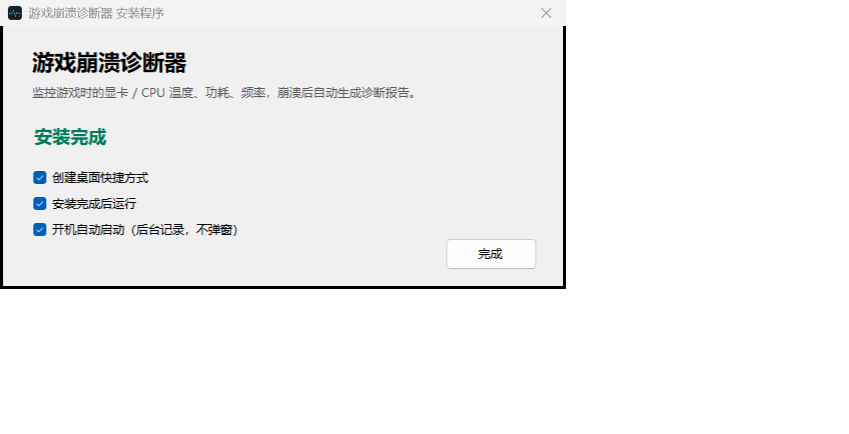 游戏崩溃诊断器 安装程序
游戏崩溃诊断器
监控游戏时的显卡 / CPU 温度、功耗、频率，崩溃后自动生成诊断报告。
安装完成
创建桌面快捷方式
安装完成后运行
开机自动启动（后台记录，不弹窗）
完成